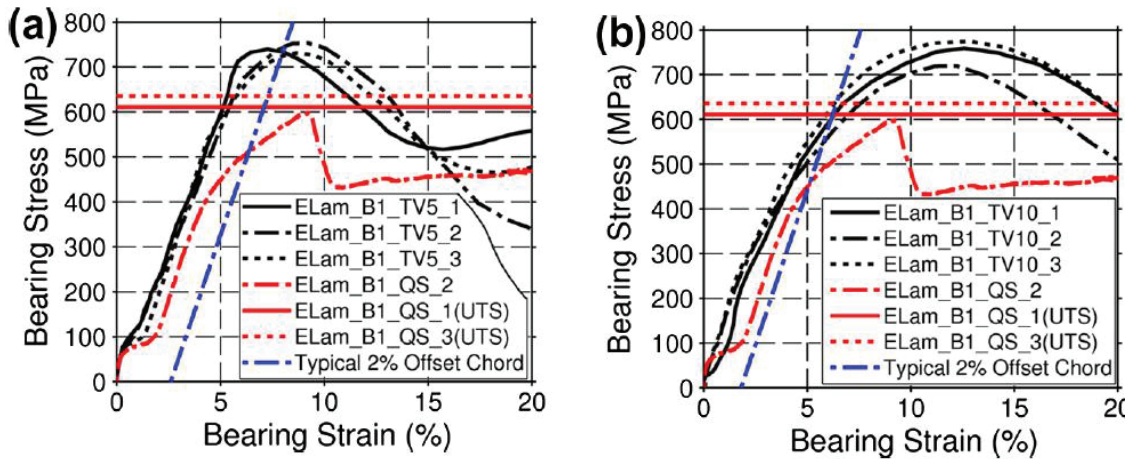 (a)
Bearing Stress (MPa)
800
700
600
500
400
300
200
100
0
ELam_B1_TV5_1
ELam_B1_TV5_2
ELam_B1_TV5_3
ELam_B1_QS_2
ELam_B1_QS_1(UTS)
ELam_B1_QS_3(UTS)
Typical 2% Offset Chord
0 5 10 15 20
Bearing Strain (%)
(b)
Bearing Stress (MPa)
800
700
600
500
400
300
200
100
0
ELam_B1_TV10_1
ELam_B1_TV10_2
ELam_B1_TV10_3
ELam_B1_QS_2
ELam_B1_QS_1(UTS)
ELam_B1_QS_3(UTS)
Typical 2% Offset Chord
0 5 10 15 20
Bearing Strain (%)